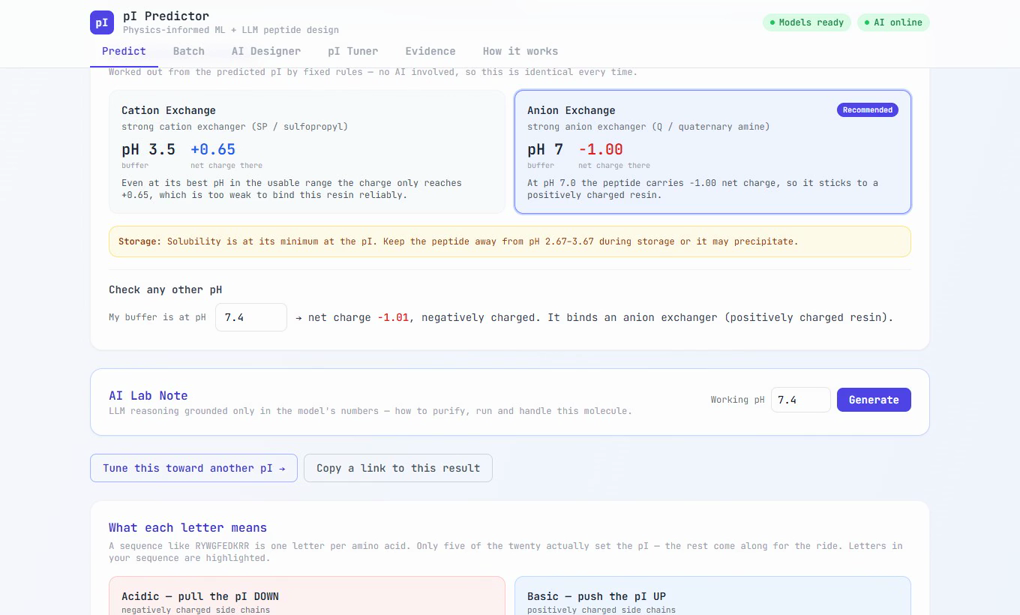 pI
pI Predictor
Physics-informed ML + LLM peptide design
Models ready
AI online
Predict
Batch
AI Designer
pI Tuner
Evidence
How it works
Worked out from the predicted pI by fixed rules — no AI involved, so this is identical every time.
Cation Exchange
strong cation exchanger (SP / sulfopropyl)
pH 3.5 +0.65
buffer net charge there
Even at its best pH in the usable range the charge only reaches
+0.65, which is too weak to bind this resin reliably.
Anion Exchange
Recommended
strong anion exchanger (Q / quaternary amine)
pH 7 -1.00
buffer net charge there
At pH 7.0 the peptide carries -1.00 net charge, so it sticks to a
positively charged resin.
Storage: Solubility is at its minimum at the pI. Keep the peptide away from pH 2.67–3.67 during storage or it may precipitate.
Check any other pH
My buffer is at pH 7.4 → net charge -1.01, negatively charged. It binds an anion exchanger (positively charged resin).
AI Lab Note
LLM reasoning grounded only in the model's numbers — how to purify, run and handle this molecule.
Working pH 7.4 Generate
Tune this toward another pI →
Copy a link to this result
What each letter means
A sequence like RYWGFEDKRR is one letter per amino acid. Only five of the twenty actually set the pI — the rest come along for the ride. Letters in
your sequence are highlighted.
Acidic — pull the pI DOWN
negatively charged side chains
Basic — push the pI UP
positively charged side chains